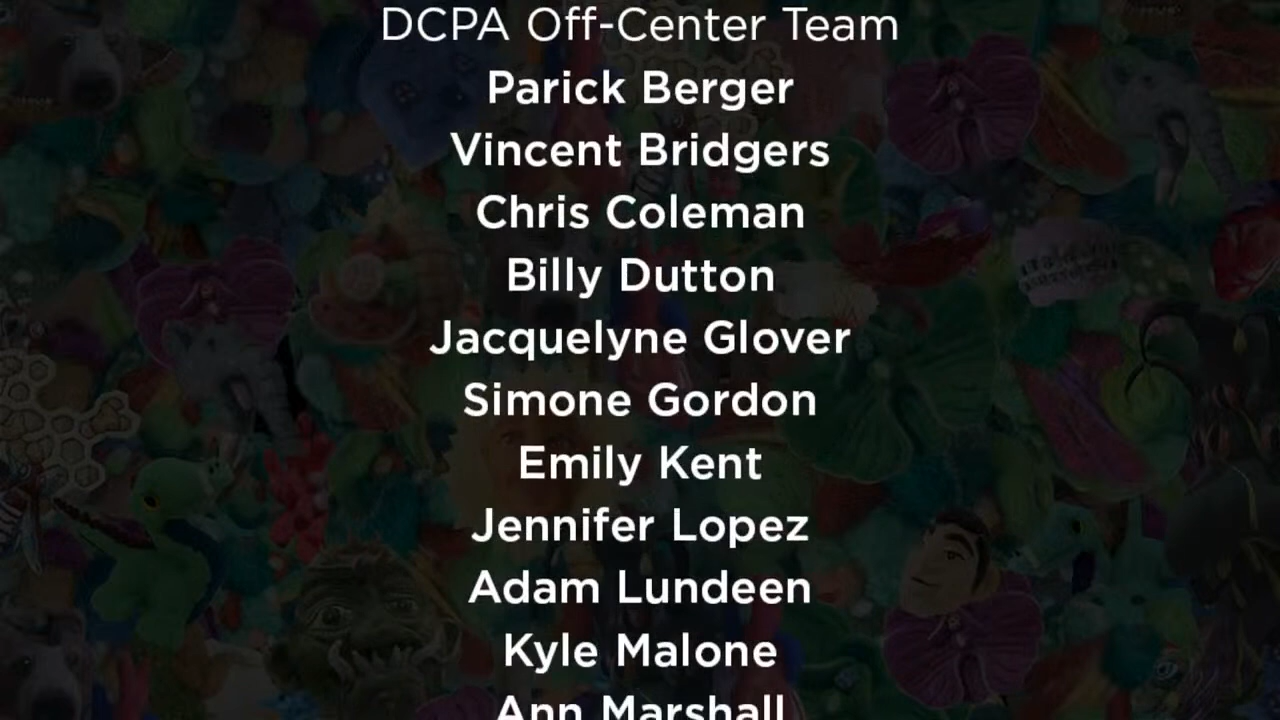 DCPA Off-Center Team
Parick Berger
Vincent Bridgers
Chris Coleman
Billy Dutton
Jacquelyne Glover
Simone Gordon
Emily Kent
Jennifer Lopez
Adam Lundeen
Kyle Malone
Ann Marshall